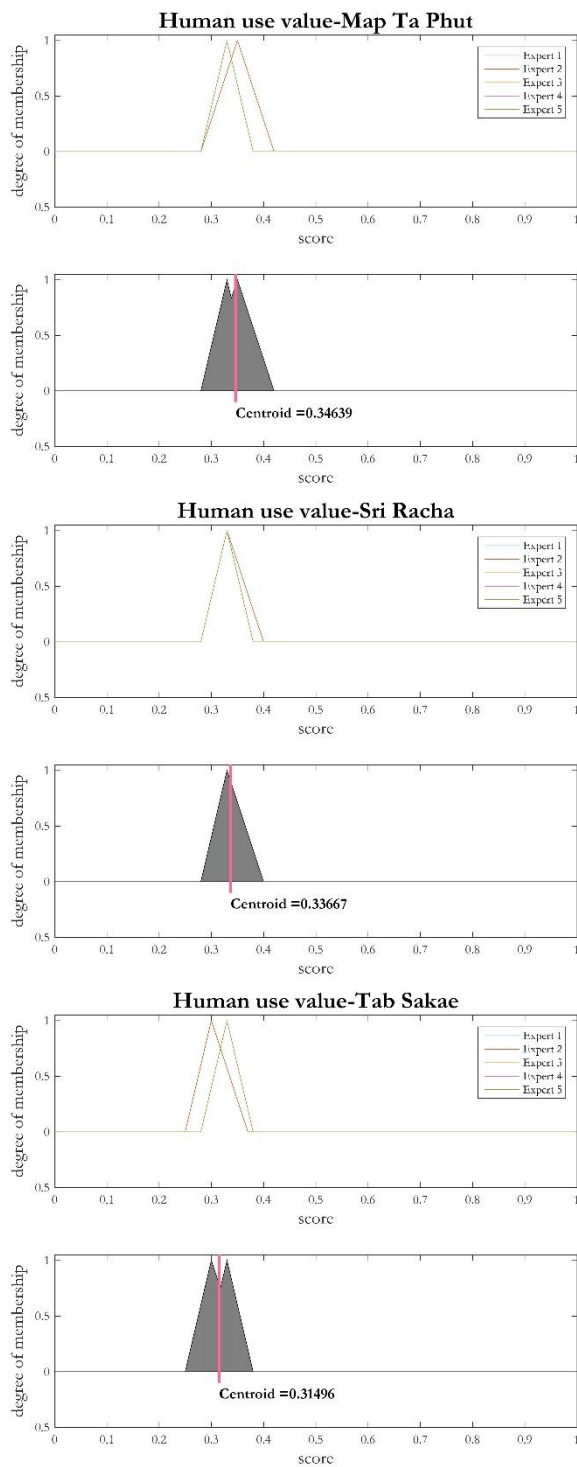 Human use value-Map Ta Phut
degree of membership
1
0.5
0
0.5
Expert 1
Expert 2
Expert 3
Expert 4
Expert 5
0 0.1 0.2 0.3 0.4 0.5 0.6 0.7 0.8 0.9 1
score
degree of membership
1
0.5
0
0.5
Centroid =0.34639
0 0.1 0.2 0.3 0.4 0.5 0.6 0.7 0.8 0.9 1
score
Human use value-Sri Racha
degree of membership
1
0.5
0
0.5
Expert 1
Expert 2
Expert 3
Expert 4
Expert 5
0 0.1 0.2 0.3 0.4 0.5 0.6 0.7 0.8 0.9 1
score
degree of membership
1
0.5
0
0.5
Centroid =0.33667
0 0.1 0.2 0.3 0.4 0.5 0.6 0.7 0.8 0.9 1
score
Human use value-Tab Sakae
degree of membership
1
0.5
0
0.5
Expert 1
Expert 2
Expert 3
Expert 4
Expert 5
0 0.1 0.2 0.3 0.4 0.5 0.6 0.7 0.8 0.9 1
score
degree of membership
1
0.5
0
0.5
Centroid =0.31496
0 0.1 0.2 0.3 0.4 0.5 0.6 0.7 0.8 0.9 1
score